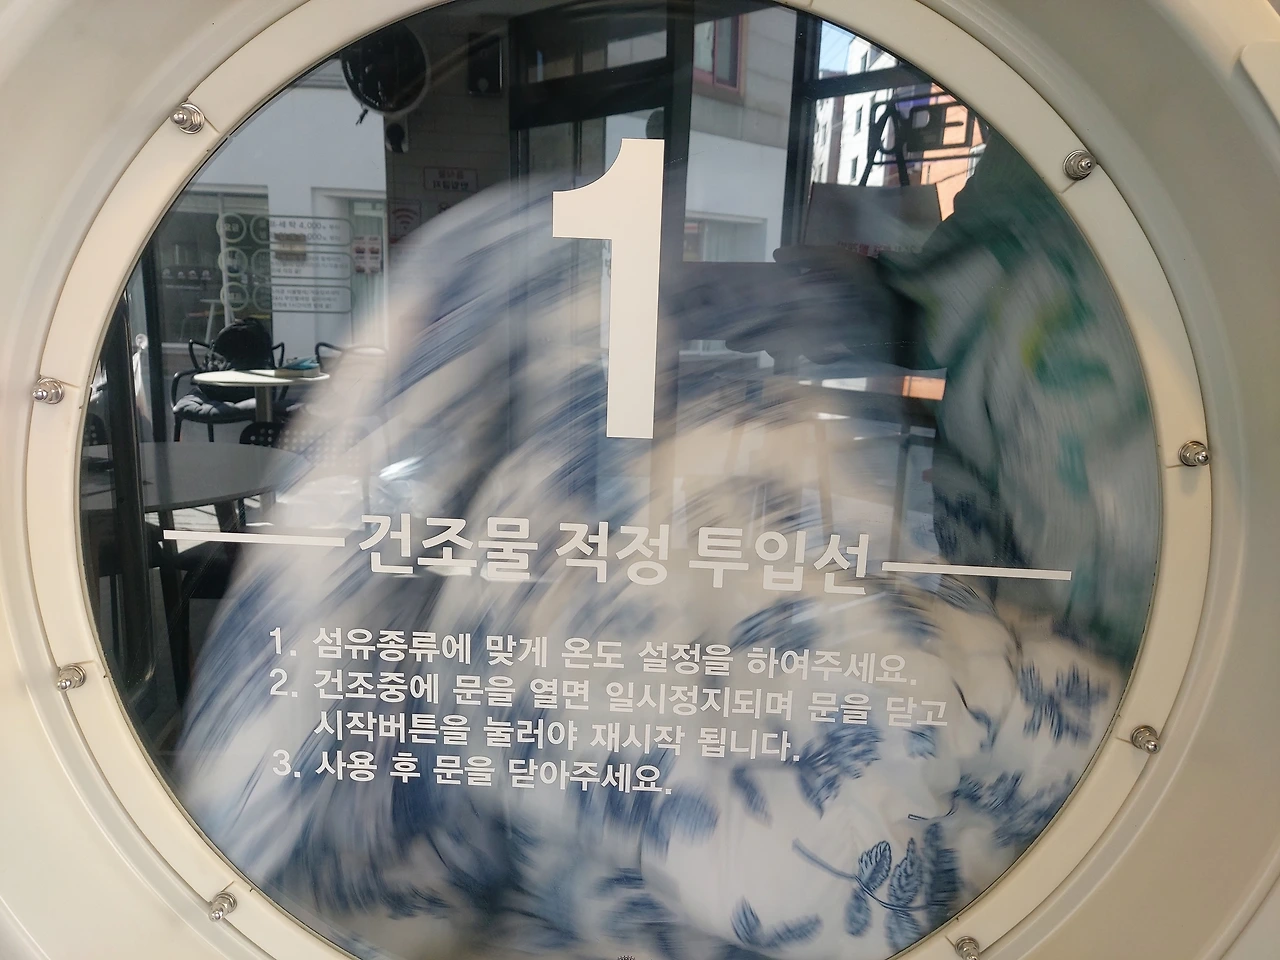 1
건조물 적정 투입선
1. 섬유종류에 맞게 온도 설정을 하여주세요.
2. 건조중에 문을 열면 일시정지되며 문을 닫고
시작버튼을 눌러야 재시작 됩니다.
3. 사용 후 문을 닫아주세요.